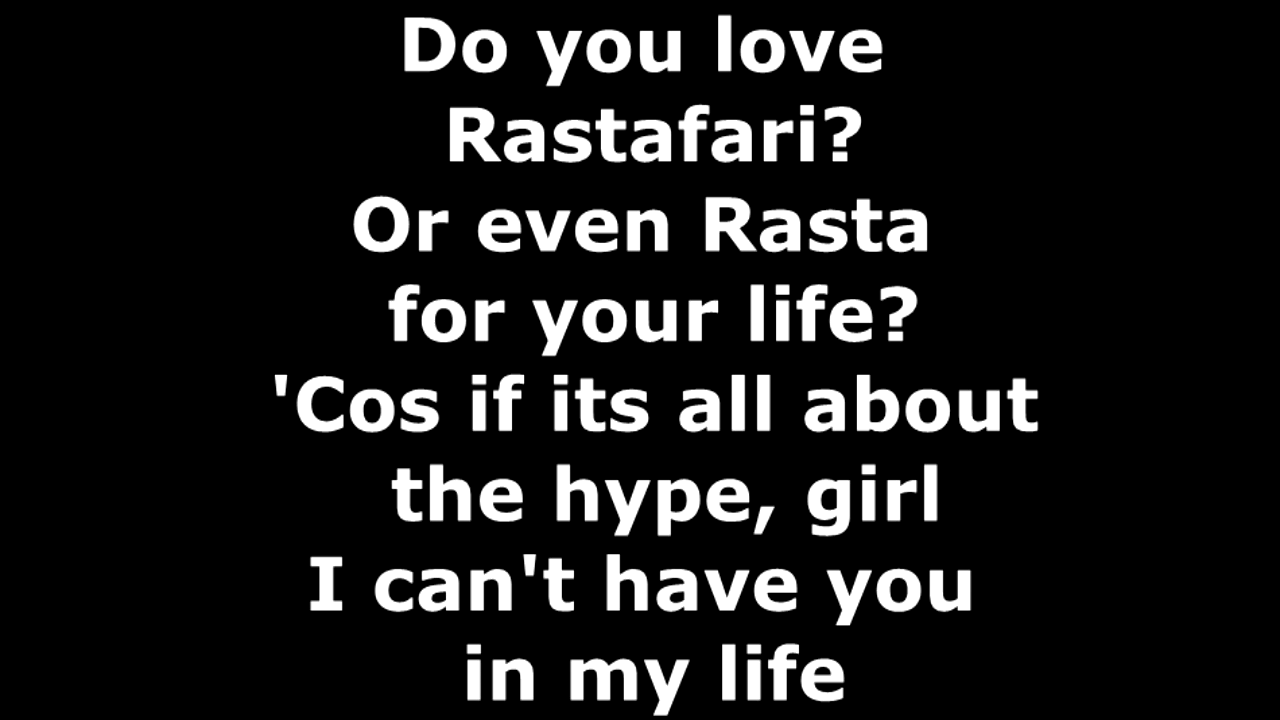 Do you love
Rastafari?
Or even Rasta
for your life?
'Cos if its all about
the hype, girl
I can't have you
in my life